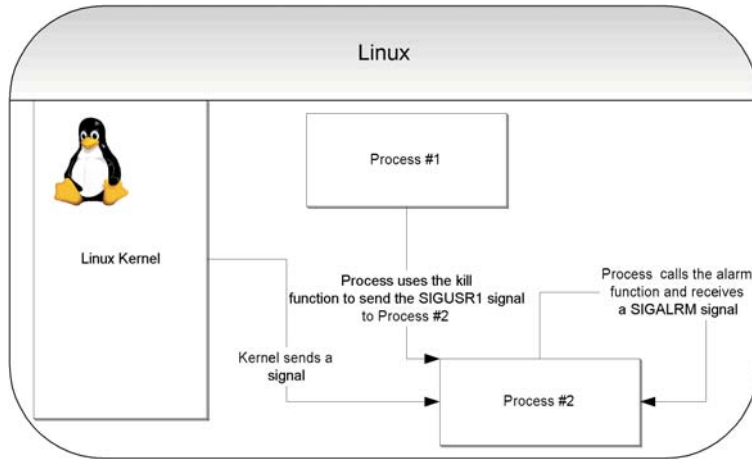 Linux
Process #1
Linux Kernel
Process uses the kill
function to send the SIGUSR1 signal
to Process #2
Process calls the alarm
function and receives
a SIGALRM signal
Kernel sends a
signal
Process #2